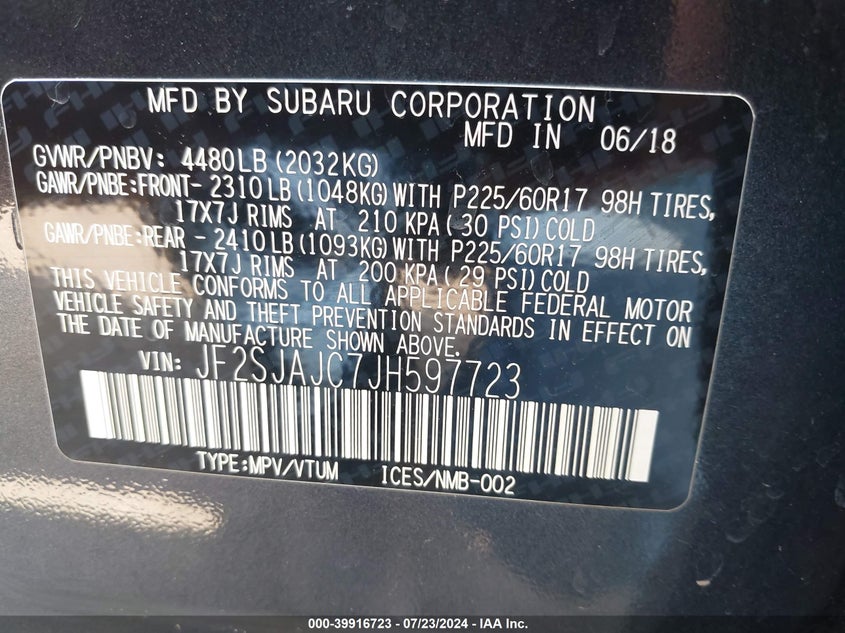 MFD BY SUBARU CORPORATION
MFD IN 06/18
GVWR/PNBV: 4480LB(2032KG)
GAWR/PNBE:FRONT- 2310LB(1048KG)WITH P225/60R17 98H TIRES,
17X7J RIMS AT 210 KPA( 30 PSI)COLD
GAWR/PNBE:REAR - 2410LB(1093KG)WITH P225/60R17 98H TIRES,
17X7J RIMS AT 200 KPA( 29 PSI)COLD
THIS VEHICLE CONFORMS TO ALL APPLICABLE FEDERAL MOTOR
VEHICLE SAFETY AND THEFT PREVENTION STANDARDS IN EFFECT ON
THE DATE OF MANUFACTURE SHOWN ABOVE.
VIN: JF2SJAJC7JH597723
TYPE:MPV/VTUM ICES/NMB-002
000-39916723 - 07/23/2024 - IAA Inc.